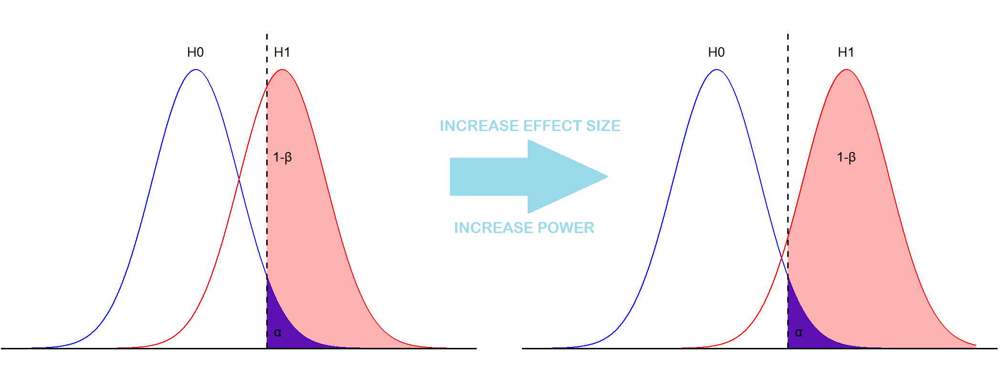 H0
H1
1-β
α
INCREASE EFFECT SIZE
INCREASE POWER
H0
H1
1-β
α